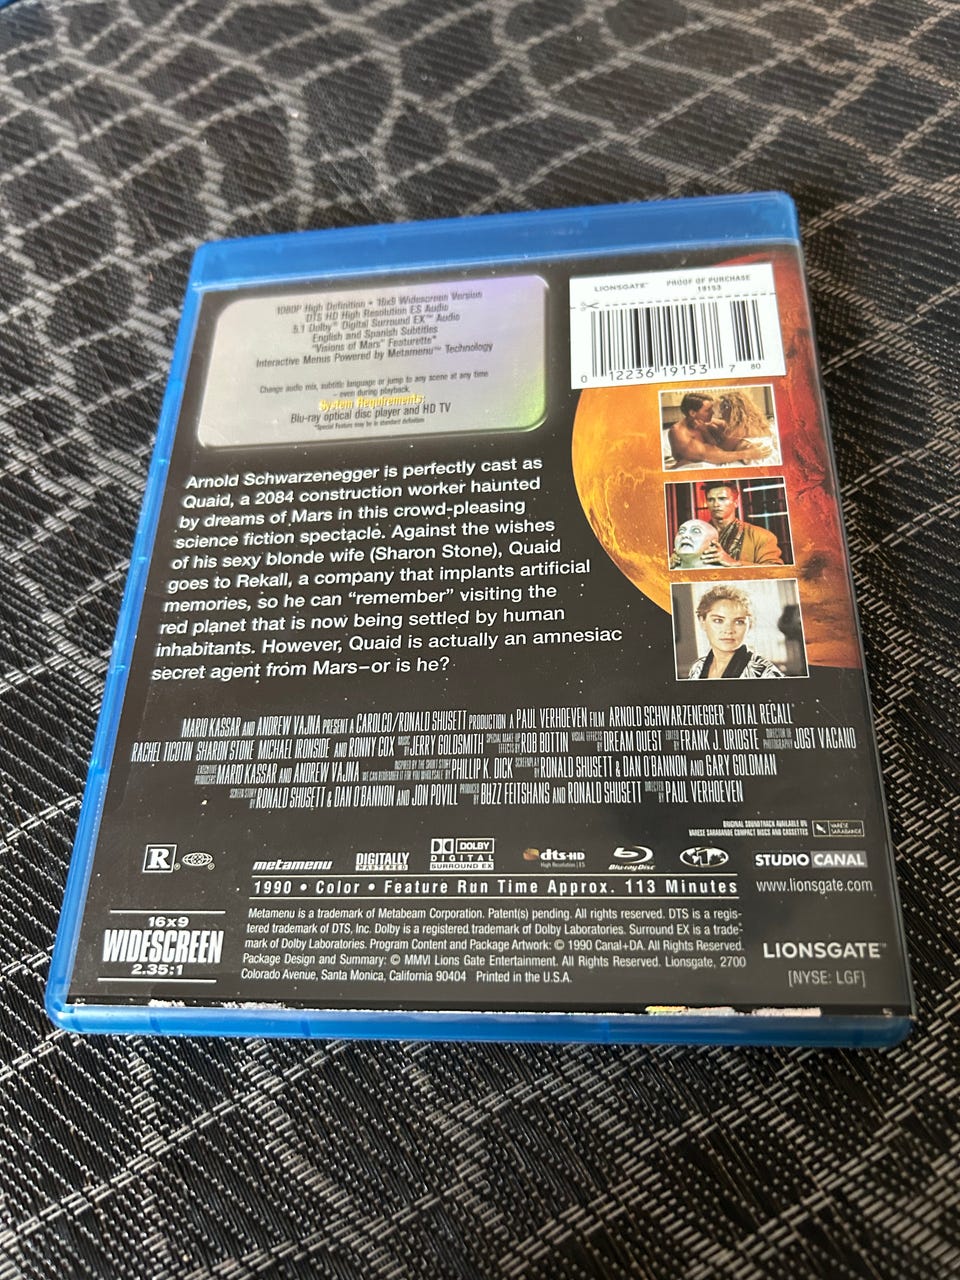 1080P High Definition • 16x9 Widescreen Version
DTS HD High Resolution ES Audio
5.1 Dolby® Digital Surround EX™ Audio
English and Spanish Subtitles
"Visions of Mars" Featurette*
Interactive Menus Powered by Metamenu™ Technology
Change audio mix, subtitle language or jump to any scene at any time
– even during playback.
System Requirements:
Blu-ray optical disc player and HD TV
*Special Feature may be in standard definition
LIONSGATE™ PROOF OF PURCHASE
19153
0 12236 19153 7 80
Arnold Schwarzenegger is perfectly cast as
Quaid, a 2084 construction worker haunted
by dreams of Mars in this crowd-pleasing
science fiction spectacle. Against the wishes
of his sexy blonde wife (Sharon Stone), Quaid
goes to Rekall, a company that implants artificial
memories, so he can “remember” visiting the
red planet that is now being settled by human
inhabitants. However, Quaid is actually an amnesiac
secret agent from Mars–or is he?
MARIO KASSAR AND ANDREW VAJNA PRESENT A CAROLCO/RONALD SHUSETT PRODUCTION A PAUL VERHOEVEN FILM ARNOLD SCHWARZENEGGER "TOTAL RECALL"
RACHEL TICOTIN SHARON STONE MICHAEL IRONSIDE AND RONNY COX MUSIC BY JERRY GOLDSMITH SPECIAL MAKE-UP EFFECTS BY ROB BOTTIN VISUAL EFFECTS BY DREAM QUEST EDITED BY FRANK J. URIOSTE DIRECTOR OF PHOTOGRAPHY JOST VACANO
EXECUTIVE PRODUCERS MARIO KASSAR AND ANDREW VAJNA INSPIRED BY THE SHORT STORY "WE CAN REMEMBER IT FOR YOU WHOLESALE" BY PHILLIP K. DICK SCREENPLAY BY RONALD SHUSETT & DAN O'BANNON AND GARY GOLDMAN
SCREEN STORY BY RONALD SHUSETT & DAN O'BANNON AND JON POVILL PRODUCED BY BUZZ FEITSHANS AND RONALD SHUSETT DIRECTED BY PAUL VERHOEVEN
ORIGINAL SOUNDTRACK AVAILABLE ON
VARESE SARABANDE COMPACT DISCS AND CASSETTES
VARÈSE
SARABANDE
R ®
metamenu
DIGITALLY
MASTERED
DOLBY
DIGITAL
SURROUND EX
dts-HD
High Resolution | ES
Blu-ray Disc
STUDIO CANAL
1990 • Color • Feature Run Time Approx. 113 Minutes
www.lionsgate.com
16x9
WIDESCREEN
2.35:1
Metamenu is a trademark of Metabeam Corporation. Patent(s) pending. All rights reserved. DTS is a regis-
tered trademark of DTS, Inc. Dolby is a registered trademark of Dolby Laboratories. Surround EX is a trade-
mark of Dolby Laboratories. Program Content and Package Artwork: © 1990 Canal+DA. All Rights Reserved.
Package Design and Summary: © MMVI Lions Gate Entertainment. All Rights Reserved. Lionsgate, 2700
Colorado Avenue, Santa Monica, California 90404 Printed in the U.S.A.
LIONSGATE™
[NYSE: LGF]